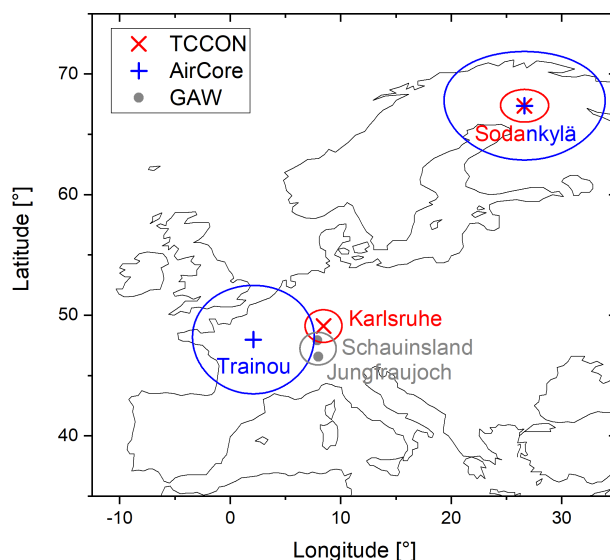 TCCON
AirCore
GAW
70
60
50
40
Latitude [°]
Sodankylä
Karlsruhe
Schauinsland
Jungfraujoch
Trainou
-10 0 10 20 30
Longitude [°]